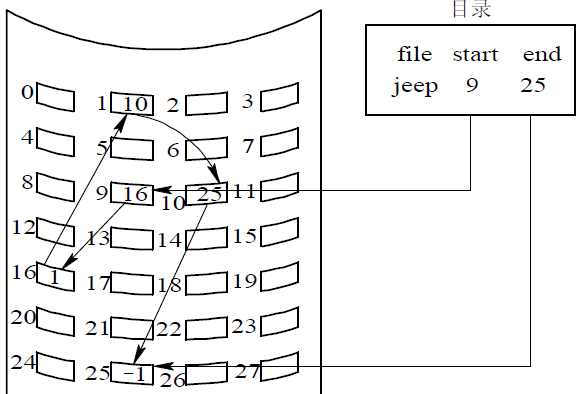 目录
file start end
jeep 9 25
0 1 10 2 3
4 5 6 7
8 9 16 10 25 11
12 13 14 15
16 1 17 18 19
20 21 22 23
24 25 -1 26 27